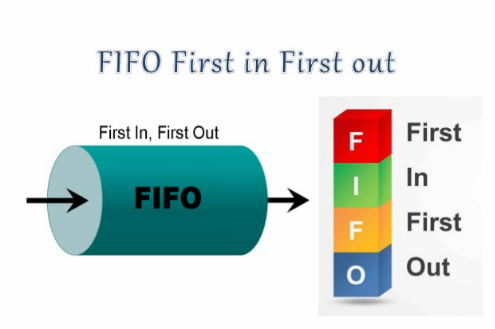 FIFO First in First out
First In, First Out
FIFO
F First
I In
F First
O Out